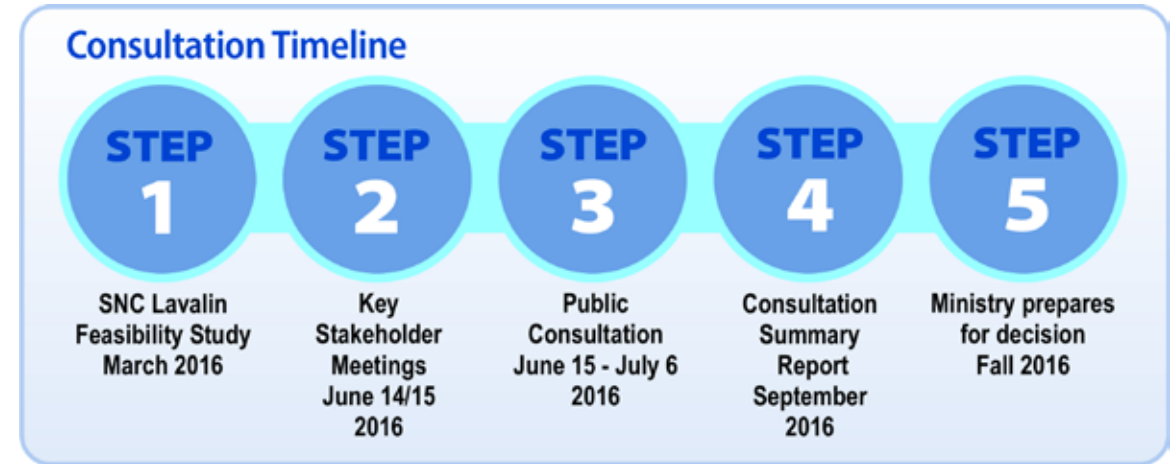 Consultation Timeline
STEP
1
SNC Lavalin
Feasibility Study
March 2016
STEP
2
Key
Stakeholder
Meetings
June 14/15
2016
STEP
3
Public
Consultation
June 15 - July 6
2016
STEP
4
Consultation
Summary
Report
September
2016
STEP
5
Ministry prepares
for decision
Fall 2016